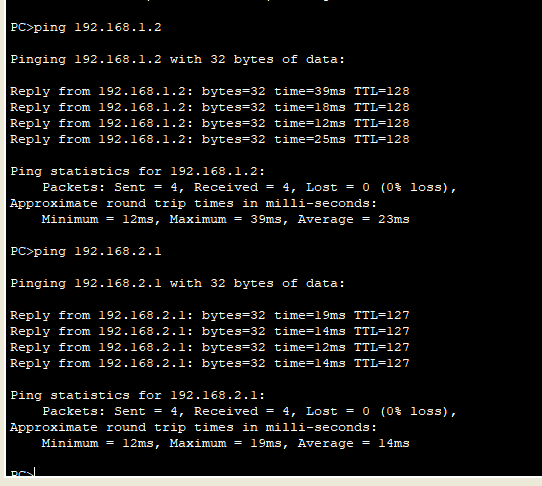 PC>ping 192.168.1.2
Pinging 192.168.1.2 with 32 bytes of data:
Reply from 192.168.1.2: bytes=32 time=39ms TTL=128
Reply from 192.168.1.2: bytes=32 time=18ms TTL=128
Reply from 192.168.1.2: bytes=32 time=12ms TTL=128
Reply from 192.168.1.2: bytes=32 time=25ms TTL=128
Ping statistics for 192.168.1.2:
    Packets: Sent = 4, Received = 4, Lost = 0 (0% loss),
Approximate round trip times in milli-seconds:
    Minimum = 12ms, Maximum = 39ms, Average = 23ms
PC>ping 192.168.2.1
Pinging 192.168.2.1 with 32 bytes of data:
Reply from 192.168.2.1: bytes=32 time=19ms TTL=127
Reply from 192.168.2.1: bytes=32 time=14ms TTL=127
Reply from 192.168.2.1: bytes=32 time=12ms TTL=127
Reply from 192.168.2.1: bytes=32 time=14ms TTL=127
Ping statistics for 192.168.2.1:
    Packets: Sent = 4, Received = 4, Lost = 0 (0% loss),
Approximate round trip times in milli-seconds:
    Minimum = 12ms, Maximum = 19ms, Average = 14ms
PC>